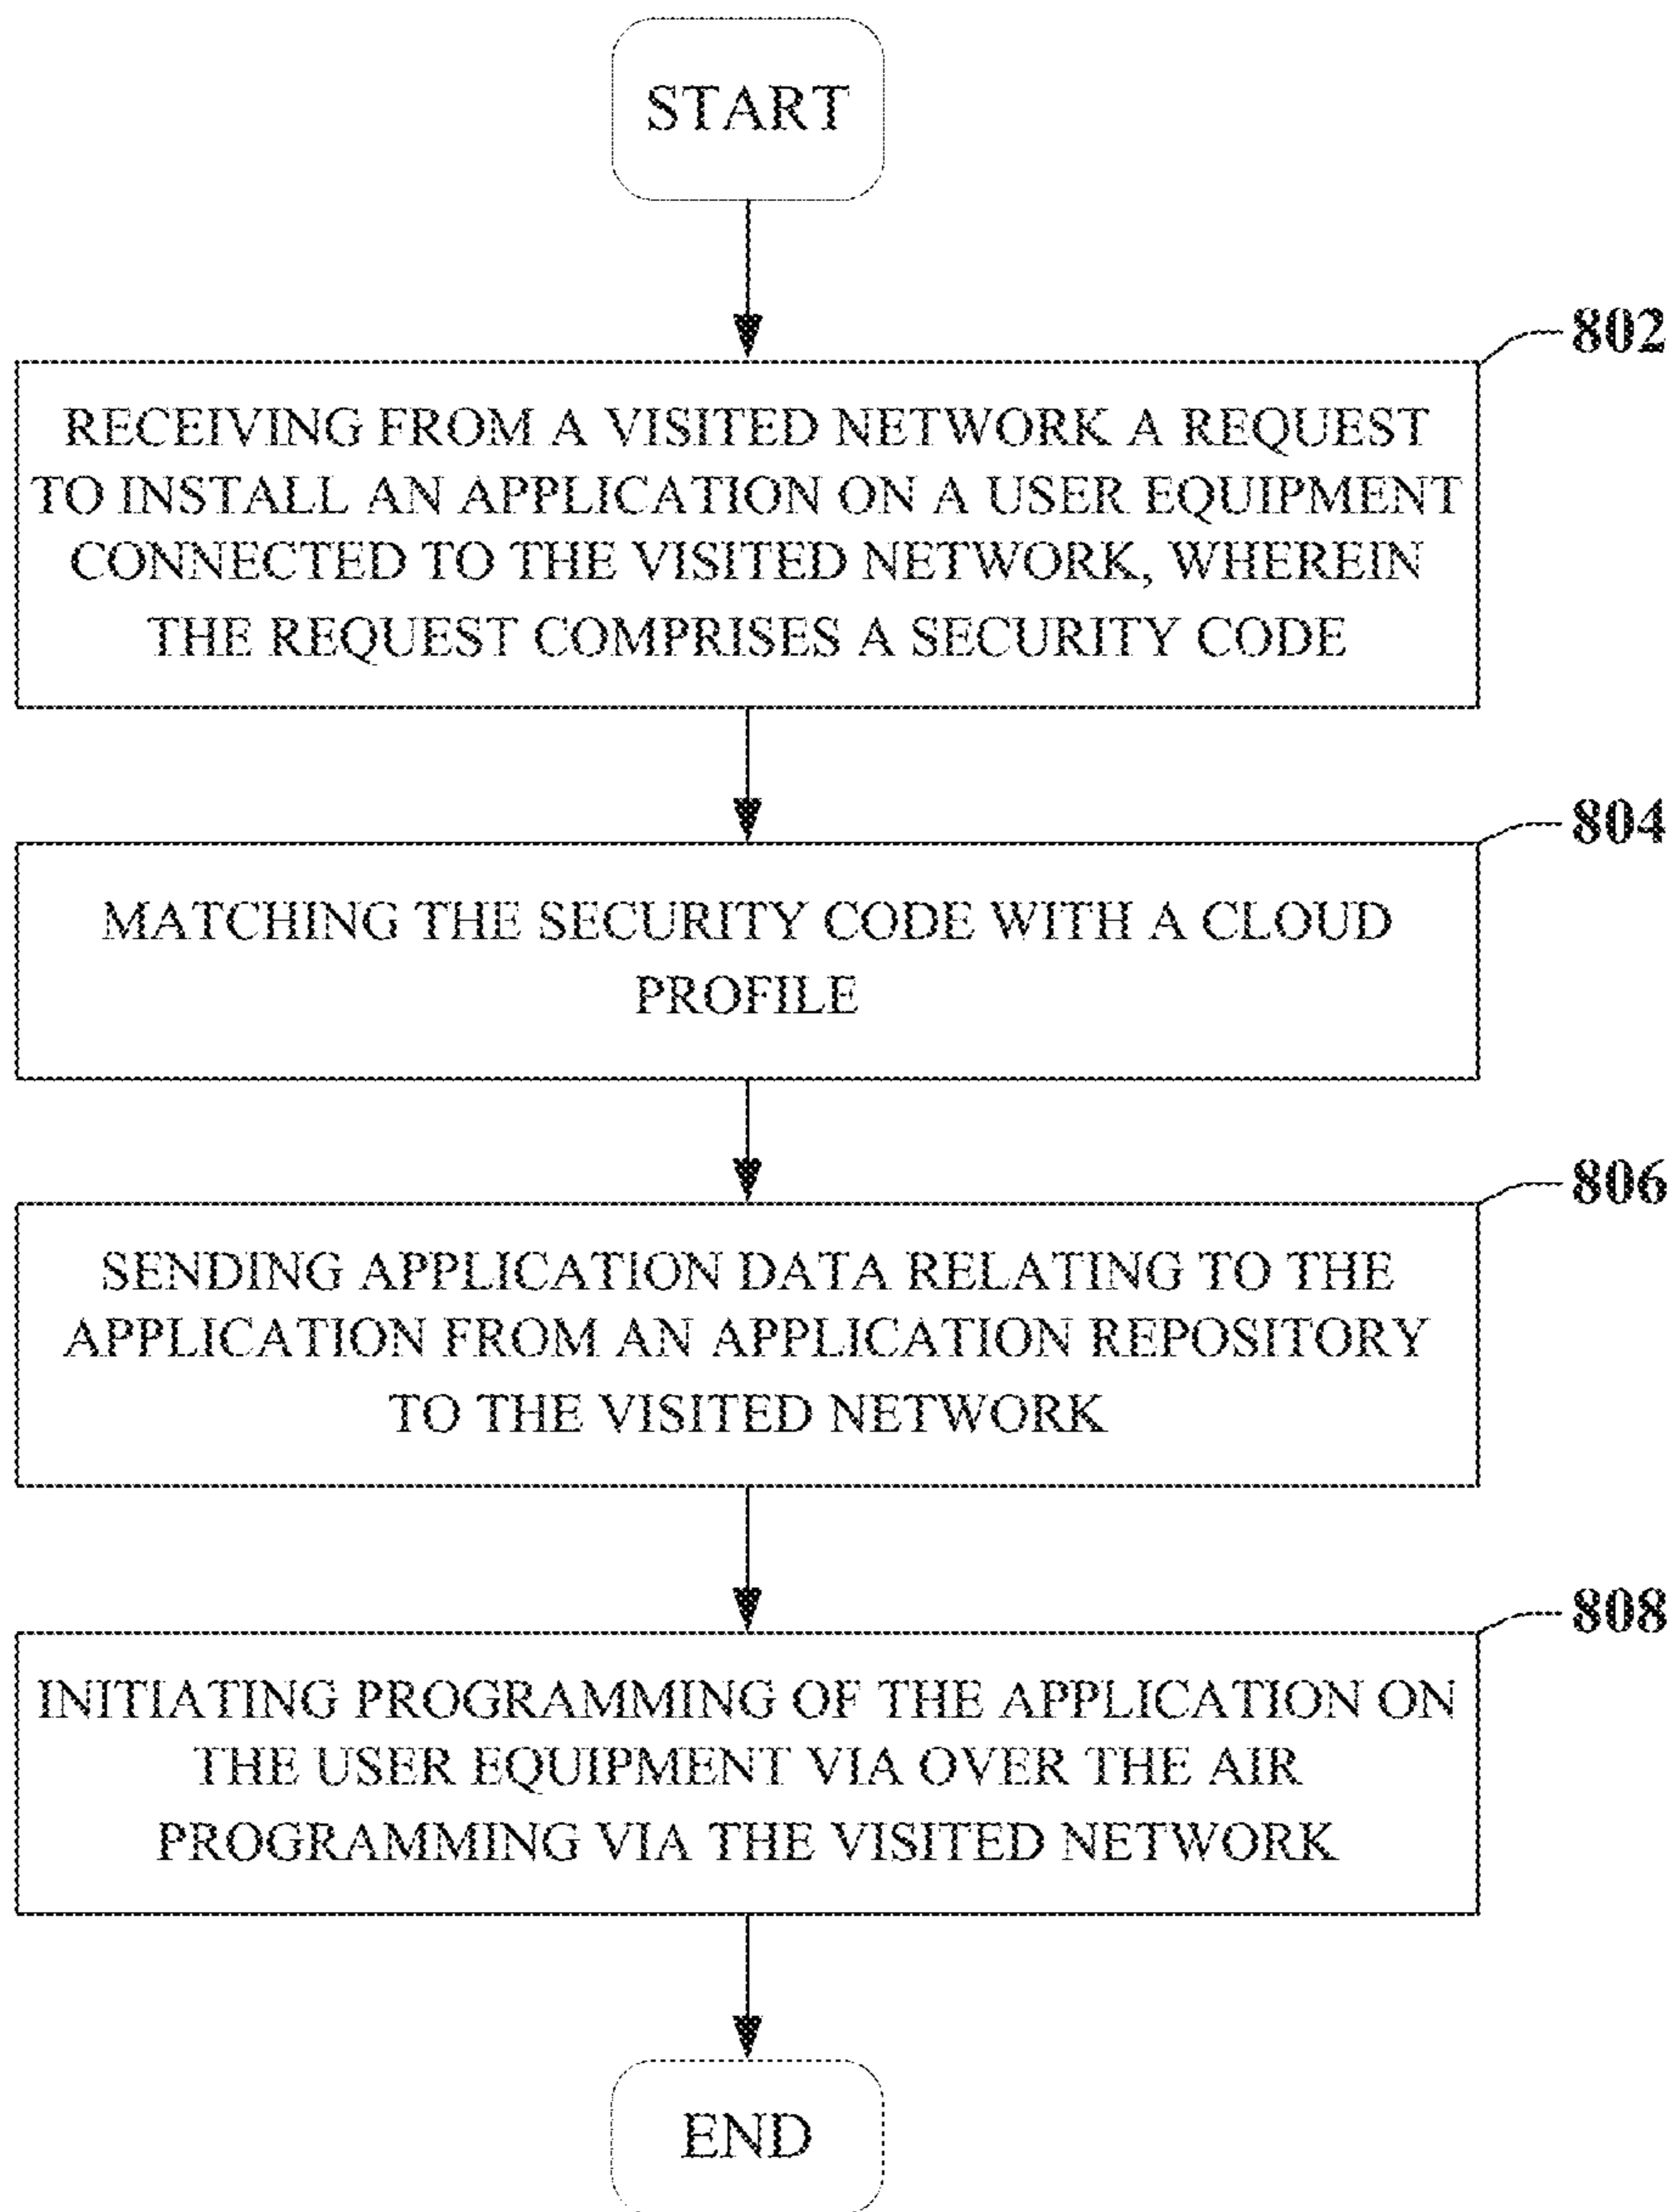 START
802
RECEIVING FROM A VISITED NETWORK A REQUEST
TO INSTALL AN APPLICATION ON A USER EQUIPMENT
CONNECTED TO THE VISITED NETWORK, WHEREIN
THE REQUEST COMPRISES A SECURITY CODE
804
MATCHING THE SECURITY CODE WITH A CLOUD
PROFILE
806
SENDING APPLICATION DATA RELATING TO THE
APPLICATION FROM AN APPLICATION REPOSITORY
TO THE VISITED NETWORK
808
INITIATING PROGRAMMING OF THE APPLICATION ON
THE USER EQUIPMENT VIA OVER THE AIR
PROGRAMMING VIA THE VISITED NETWORK
END